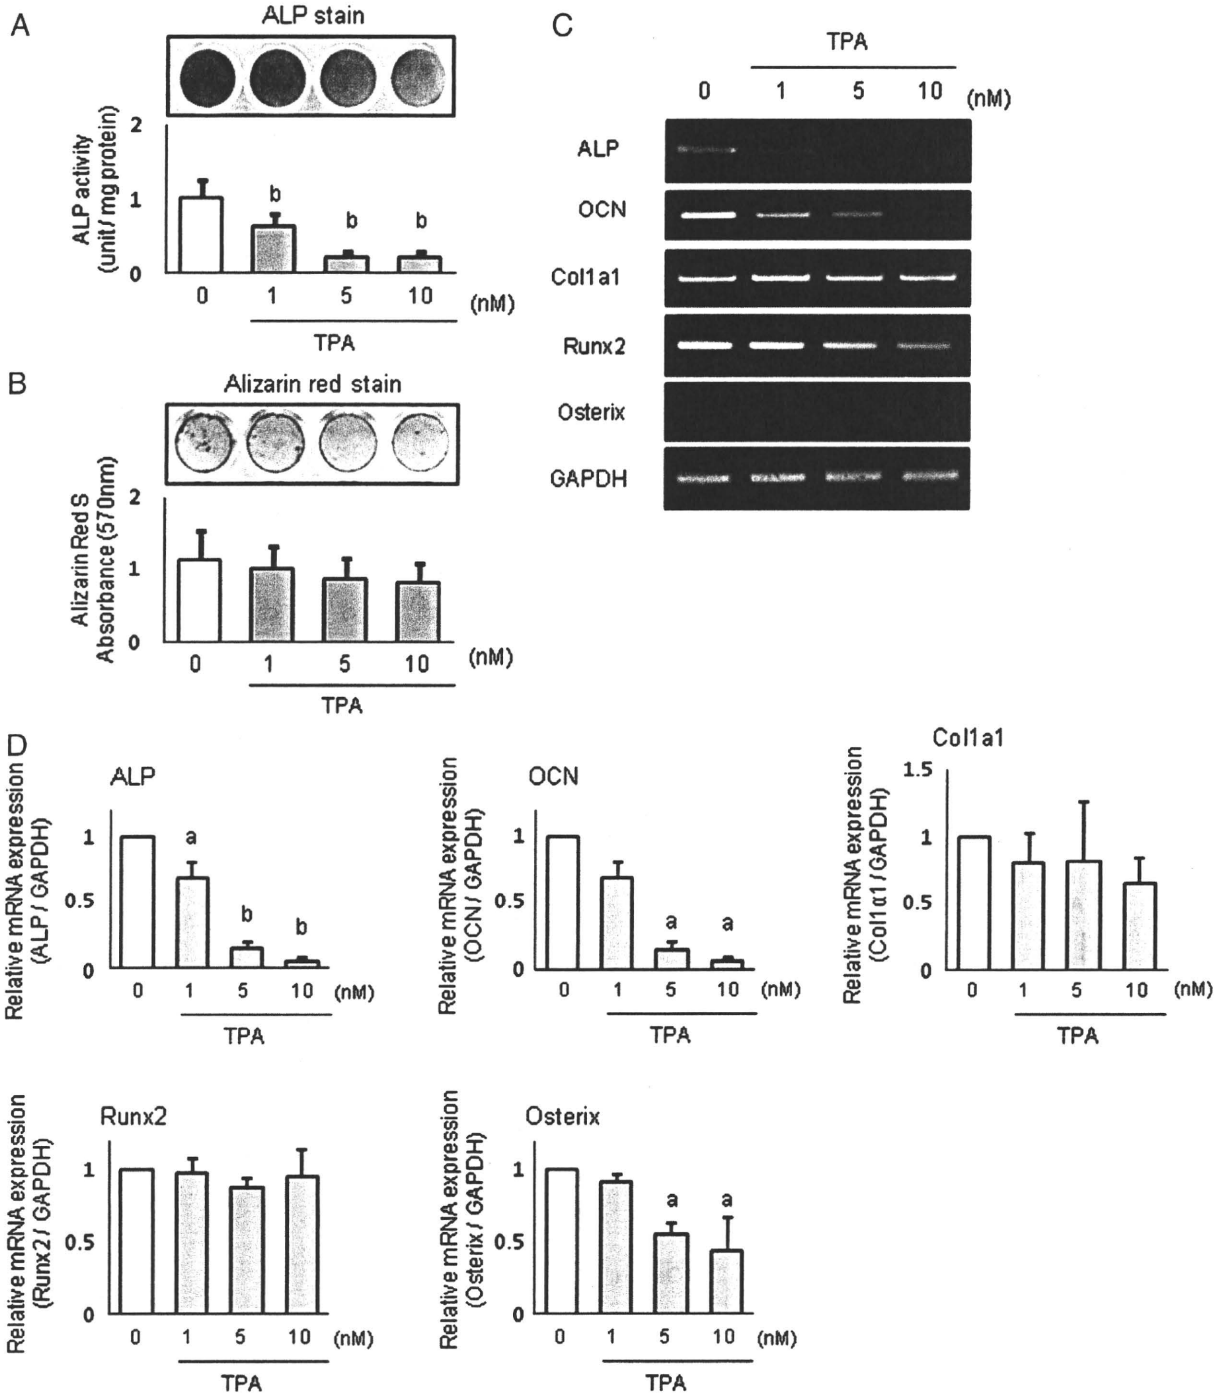 A
ALP stain
ALP activity
(unit/ mg protein)
2
1
0
b
b
b
0 1 5 10 (nM)
TPA
B
Alizarin red stain
Alizarin Red S
Absorbance (570nm)
2
1
0
0 1 5 10 (nM)
TPA
C
TPA
0 1 5 10 (nM)
ALP
OCN
Col1a1
Runx2
Osterix
GAPDH
D
ALP
Relative mRNA expression
(ALP / GAPDH)
1
0.5
0
a
b
b
0 1 5 10 (nM)
TPA
OCN
Relative mRNA expression
(OCN / GAPDH)
1
0.5
0
a
a
0 1 5 10 (nM)
TPA
Col1a1
Relative mRNA expression
(Col1α1 / GAPDH)
1.5
1
0.5
0
0 1 5 10 (nM)
TPA
Runx2
Relative mRNA expression
(Runx2 / GAPDH)
1
0.5
0
0 1 5 10 (nM)
TPA
Osterix
Relative mRNA expression
(Osterix / GAPDH)
1
0.5
0
a
a
0 1 5 10 (nM)
TPA